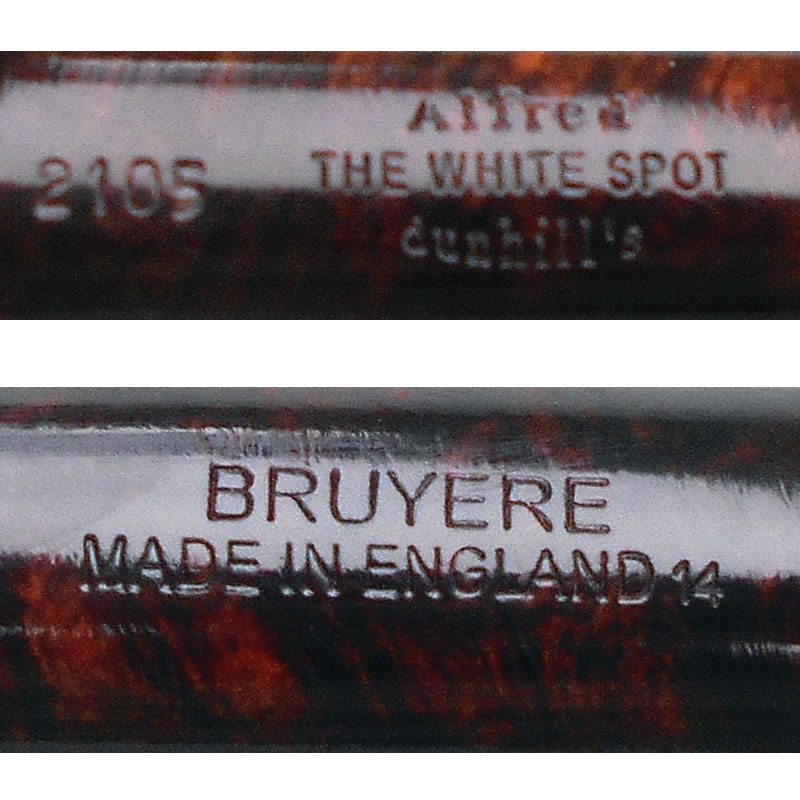 Alfred
2105 THE WHITE SPOT
dunhill's
BRUYERE
MADE IN ENGLAND 14